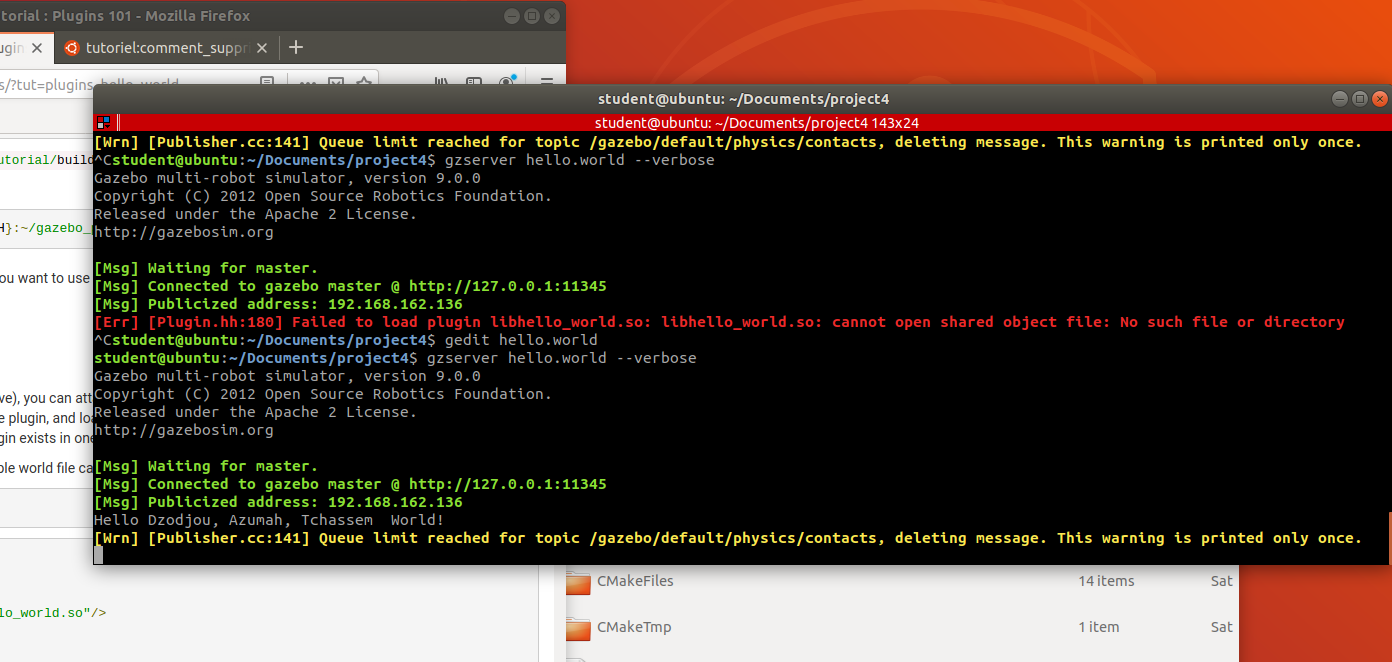 torial : Plugins 101 - Mozilla Firefox
ugin
tutoriel:comment_suppr
s/?tut=plugins_hello_world
utorial/build
H}:~/gazebo_
ou want to use
ve), you can att
e plugin, and loa
gin exists in one
ple world file ca
lo_world.so"/>
student@ubuntu: ~/Documents/project4
student@ubuntu: ~/Documents/project4 143x24
[Wrn] [Publisher.cc:141] Queue limit reached for topic /gazebo/default/physics/contacts, deleting message. This warning is printed only once.
^Cstudent@ubuntu:~/Documents/project4$ gzserver hello.world --verbose
Gazebo multi-robot simulator, version 9.0.0
Copyright (C) 2012 Open Source Robotics Foundation.
Released under the Apache 2 License.
http://gazebosim.org
[Msg] Waiting for master.
[Msg] Connected to gazebo master @ http://127.0.0.1:11345
[Msg] Publicized address: 192.168.162.136
[Err] [Plugin.hh:180] Failed to load plugin libhello_world.so: libhello_world.so: cannot open shared object file: No such file or directory
^Cstudent@ubuntu:~/Documents/project4$ gedit hello.world
student@ubuntu:~/Documents/project4$ gzserver hello.world --verbose
Gazebo multi-robot simulator, version 9.0.0
Copyright (C) 2012 Open Source Robotics Foundation.
Released under the Apache 2 License.
http://gazebosim.org
[Msg] Waiting for master.
[Msg] Connected to gazebo master @ http://127.0.0.1:11345
[Msg] Publicized address: 192.168.162.136
Hello Dzodjou, Azumah, Tchassem  World!
[Wrn] [Publisher.cc:141] Queue limit reached for topic /gazebo/default/physics/contacts, deleting message. This warning is printed only once.
CMakeFiles 14 items Sat
CMakeTmp 1 item Sat